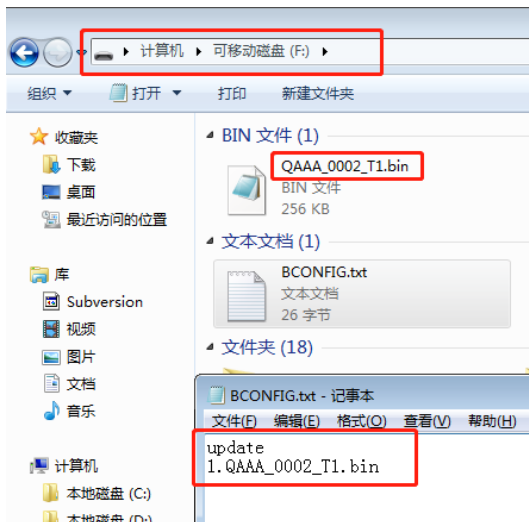 计算机 ▸ 可移动磁盘 (F:) ▸
组织 打开 打印 新建文件夹
收藏夹
下载
桌面
最近访问的位置
库
Subversion
视频
图片
文档
音乐
计算机
本地磁盘 (C:)
本地磁盘 (D:)
BIN 文件 (1)
QAAA_0002_T1.bin
BIN 文件
256 KB
文本文档 (1)
BCONFIG.txt
文本文档
26 字节
文件夹 (18)
BCONFIG.txt - 记事本
文件(F) 编辑(E) 格式(O) 查看(V) 帮助(H)
update
1.QAAA_0002_T1.bin